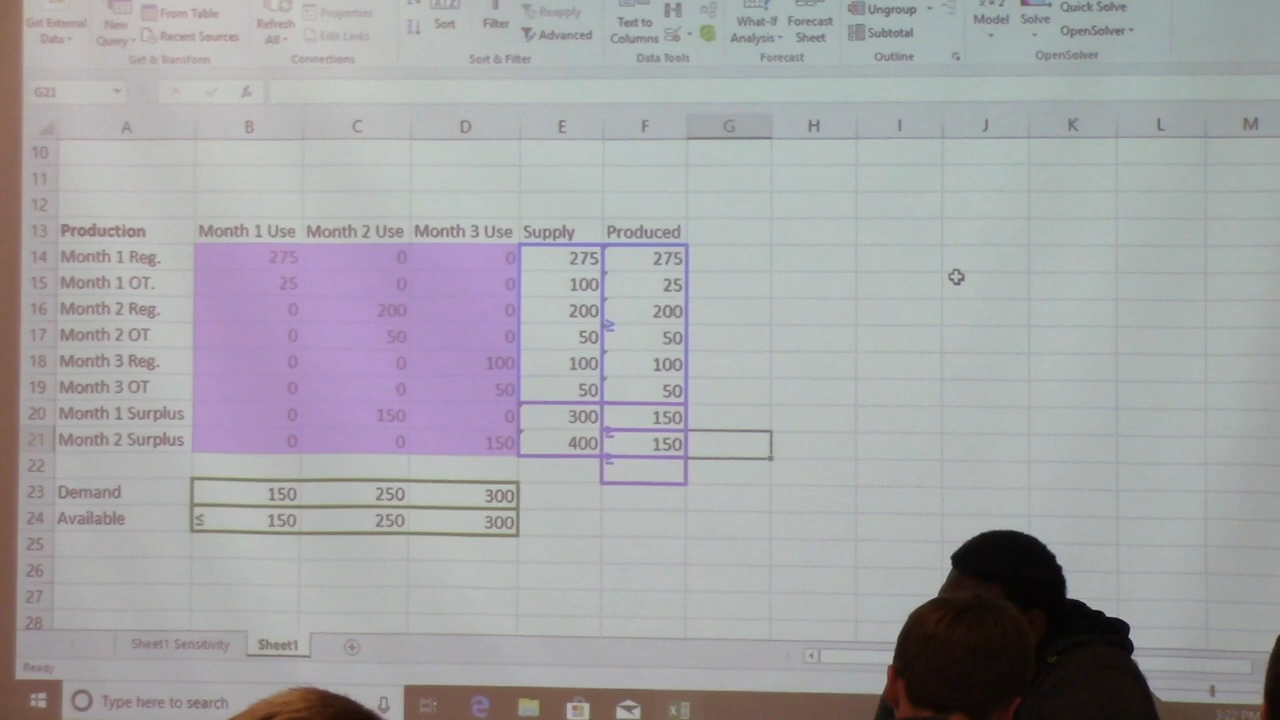 Get External Data
New Query
From Table
Recent Sources
Get & Transform
Refresh All
Properties
Edit Links
Connections
Sort
Filter
Reapply
Advanced
Sort & Filter
Text to Columns
Data Tools
What-If Analysis
Forecast Sheet
Forecast
Ungroup
Subtotal
Outline
Model
Solve
Quick Solve
OpenSolver
OpenSolver
G21 fx
A B C D E F G H I J K L M
10
11
12
13 Production Month 1 Use Month 2 Use Month 3 Use Supply Produced
14 Month 1 Reg. 275 0 0 275 275
15 Month 1 OT. 25 0 0 100 25
16 Month 2 Reg. 0 200 0 200 200
17 Month 2 OT 0 50 0 50 50
18 Month 3 Reg. 0 0 100 100 100
19 Month 3 OT 0 0 50 50 50
20 Month 1 Surplus 0 150 0 300 150
21 Month 2 Surplus 0 0 150 400 150
22
23 Demand 150 250 300
24 Available ≤ 150 250 300
25
26
27
28
Sheet1 Sensitivity Sheet1
Ready
Type here to search